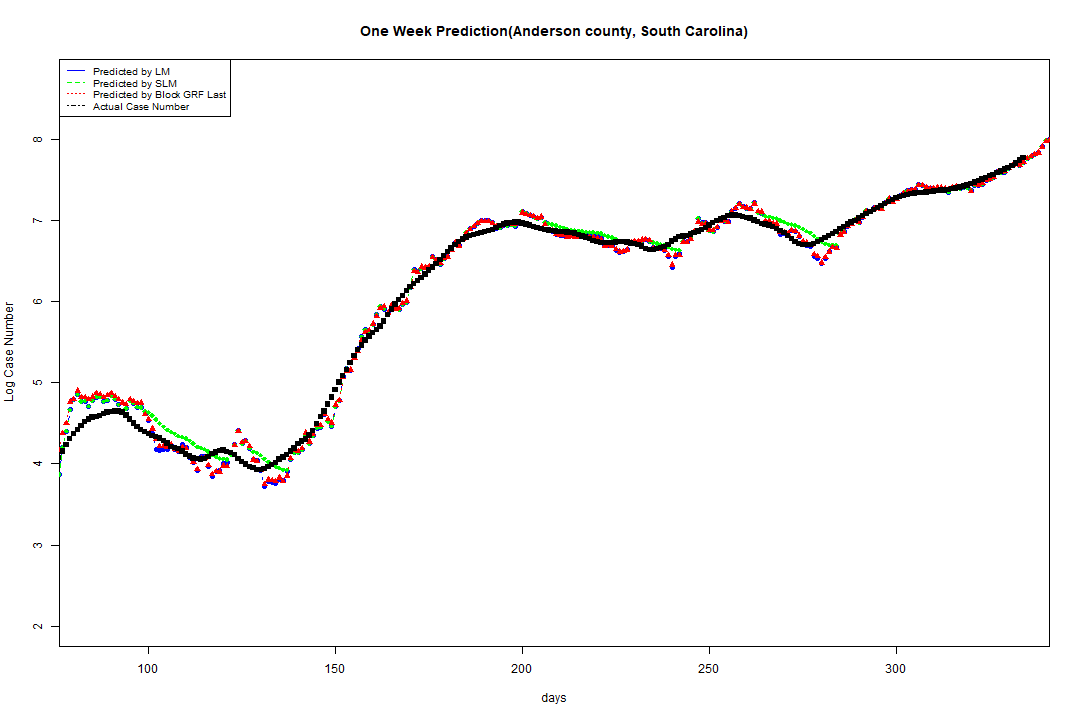 One Week Prediction(Anderson county, South Carolina)
Predicted by LM
Predicted by SLM
Predicted by Block GRF Last
Actual Case Number
Log Case Number
8
7
6
5
4
3
2
100 150 200 250 300
days